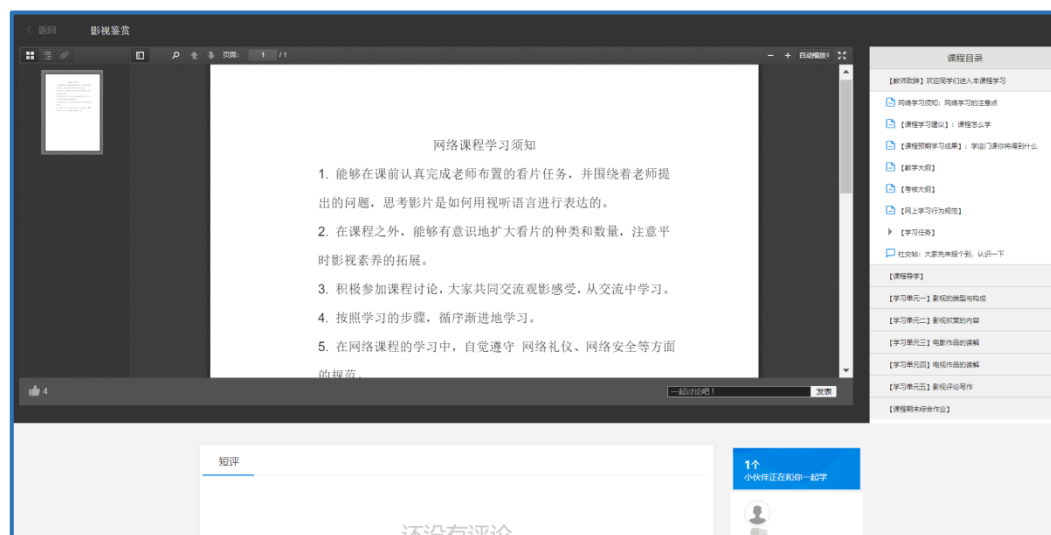 返回 影视鉴赏
页面: 1 / 1
自动缩放
网络课程学习须知
1. 能够在课前认真完成老师布置的看片任务，并围绕着老师提
出的问题，思考影片是如何用视听语言进行表达的。
2. 在课程之外，能够有意识地扩大看片的种类和数量，注意平
时影视素养的拓展。
3. 积极参加课程讨论，大家共同交流观影感受，从交流中学习。
4. 按照学习的步骤，循序渐进地学习。
5. 在网络课程的学习中，自觉遵守 网络礼仪、网络安全等方面
的规范。
4
一起讨论吧！ 发表
课程目录
【教师致辞】欢迎同学们进入本课程学习
网络学习须知：网络学习的注意点
【课程学习建议】：课程怎么学
【课程预期学习成果】：学这门课你将得到什么
【教学大纲】
【考核大纲】
【网上学习行为规范】
【学习任务】
社交帖：大家先来报个到、认识一下
【课程导学】
【学习单元一】影视的类型与构成
【学习单元二】影视欣赏的内容
【学习单元三】电影作品的读解
【学习单元四】电视作品的读解
【学习单元五】影视评论写作
【课程期末综合作业】
短评
还没有评论
1个
小伙伴正在和你一起学